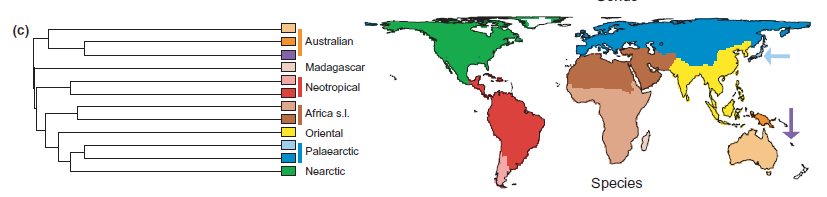 (c)
Australian
Madagascar
Neotropical
Africa s.l.
Oriental
Palaearctic
Nearctic
Species